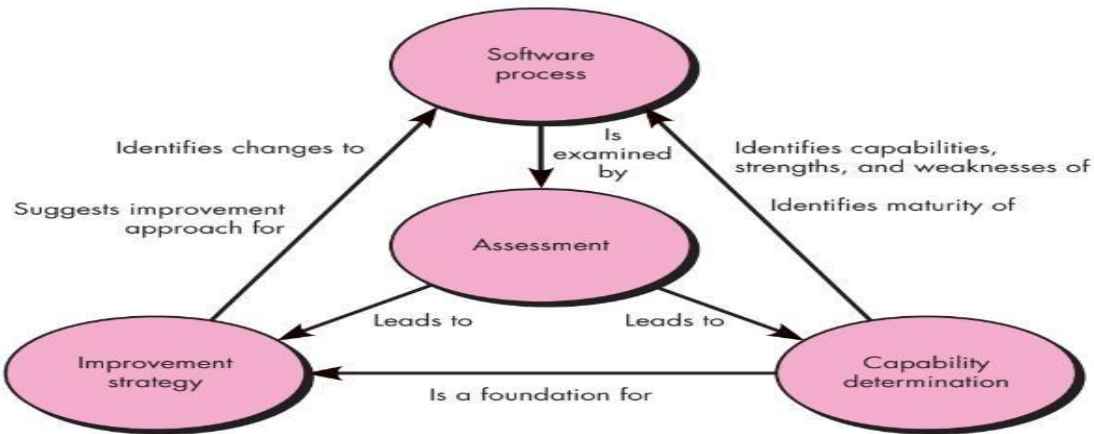 Software
process
Identifies changes to
Is
examined
by
Identifies capabilities,
strengths, and weaknesses of
Suggests improvement
approach for
Identifies maturity of
Assessment
Leads to
Leads to
Improvement
strategy
Capability
determination
Is a foundation for